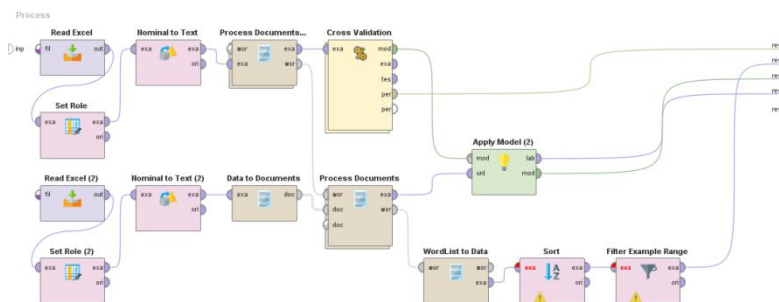 Process
Read Excel
Nominal to Text
Process Documents...
Cross Validation
inp
fil out
exa exa
ori
wor exa
exa wor
exa mod
exa
tes
per
per
res
res
res
res
res
Set Role
exa exa
ori
Apply Model (2)
mod lab
unl mod
Read Excel (2)
Nominal to Text (2)
Data to Documents
Process Documents
fil out
exa exa
ori
exa doc
wor exa
doc wor
doc
Set Role (2)
exa exa
ori
WordList to Data
Sort
Filter Example Range
wor wor
exa
exa exa
ori
exa exa
ori